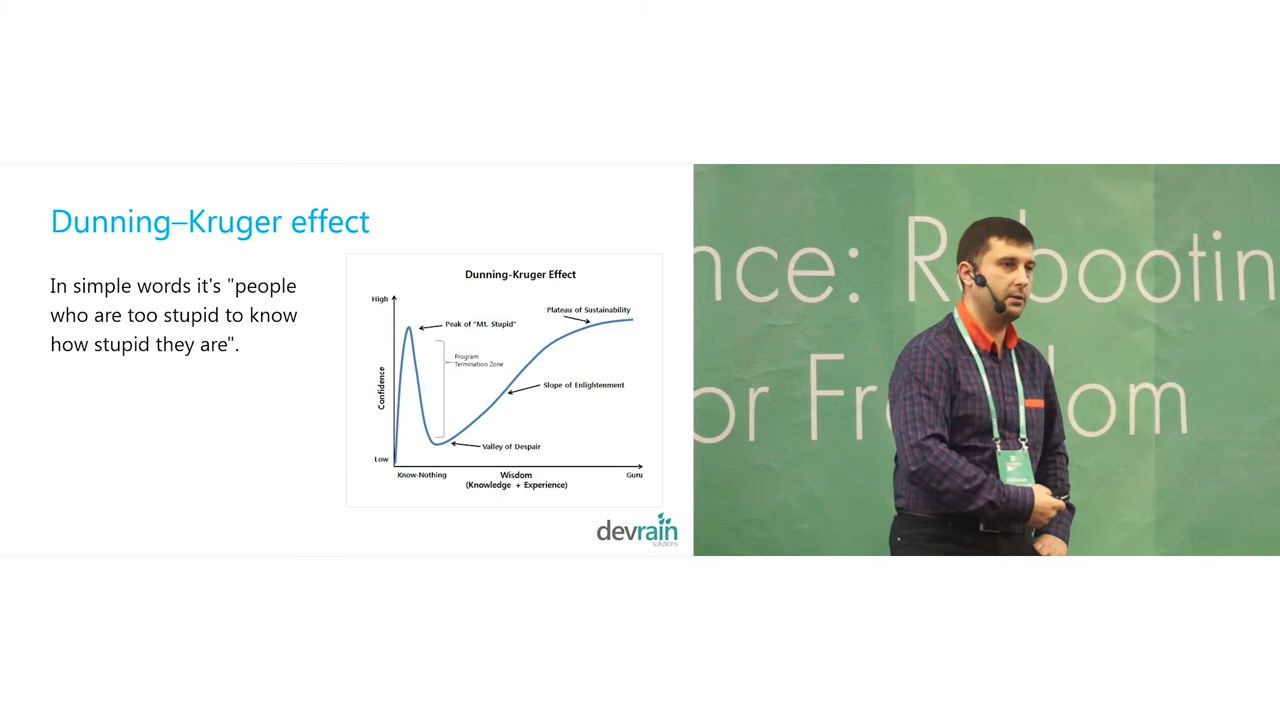 Dunning–Kruger effect
In simple words it's "people
who are too stupid to know
how stupid they are".
Dunning-Kruger Effect
High
Peak of "Mt. Stupid"
Program
Termination Zone
Plateau of Sustainability
Confidence
Slope of Enlightenment
Valley of Despair
Low
Know-Nothing
Wisdom
(Knowledge + Experience)
Guru
devrain
solutions
nce: Rebootin
or Fr dom